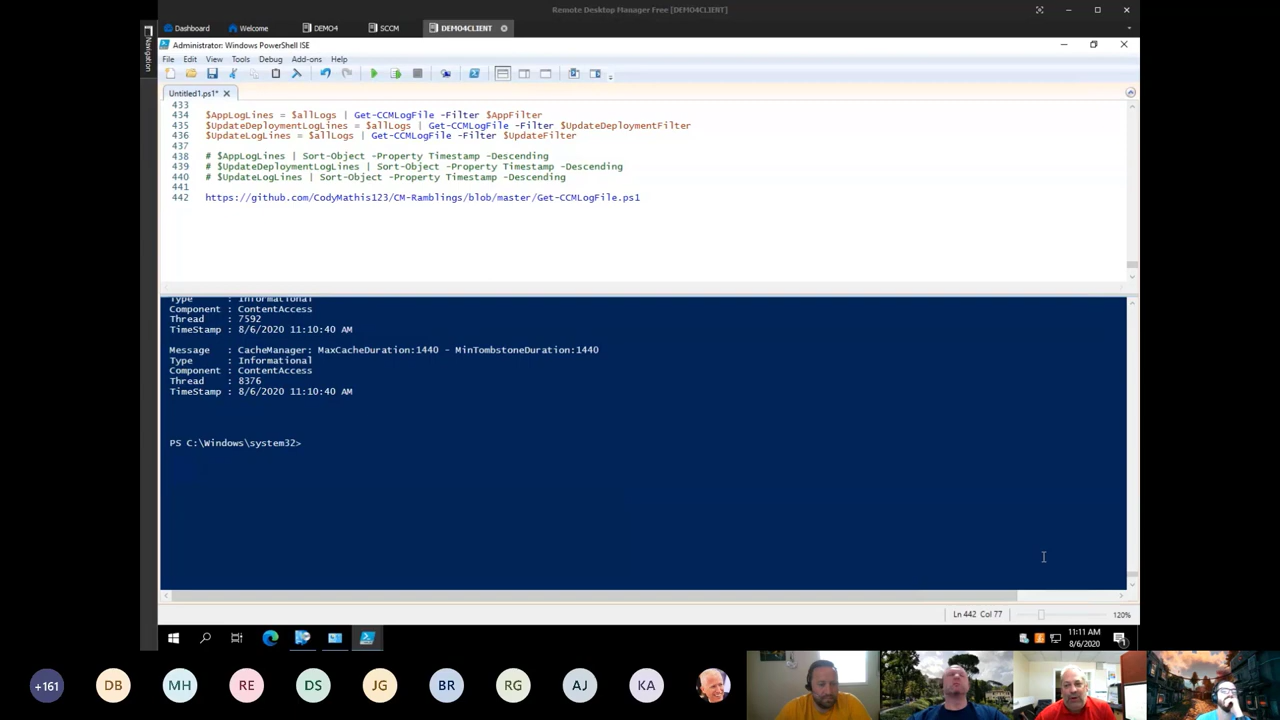 Remote Desktop Manager Free [DEMO4CLIENT]
Navigation
Dashboard
Welcome
DEMO4
SCCM
DEMO4CLIENT
Administrator: Windows PowerShell ISE
File Edit View Tools Debug Add-ons Help
Untitled1.ps1*
433
434 $AppLogLines = $allLogs | Get-CCMLogFile -Filter $AppFilter
435 $UpdateDeploymentLogLines = $allLogs | Get-CCMLogFile -Filter $UpdateDeploymentFilter
436 $UpdateLogLines = $allLogs | Get-CCMLogFile -Filter $UpdateFilter
437
438 # $AppLogLines | Sort-Object -Property Timestamp -Descending
439 # $UpdateDeploymentLogLines | Sort-Object -Property Timestamp -Descending
440 # $UpdateLogLines | Sort-Object -Property Timestamp -Descending
441
442 https://github.com/CodyMathis123/CM-Ramblings/blob/master/Get-CCMLogFile.ps1
Type : Informational
Component : ContentAccess
Thread : 7592
TimeStamp : 8/6/2020 11:10:40 AM
Message : CacheManager: MaxCacheDuration:1440 - MinTombstoneDuration:1440
Type : Informational
Component : ContentAccess
Thread : 8376
TimeStamp : 8/6/2020 11:10:40 AM
PS C:\Windows\system32>
Ln 442 Col 77
120%
11:11 AM
8/6/2020
+161
DB
MH
RE
DS
JG
BR
RG
AJ
KA